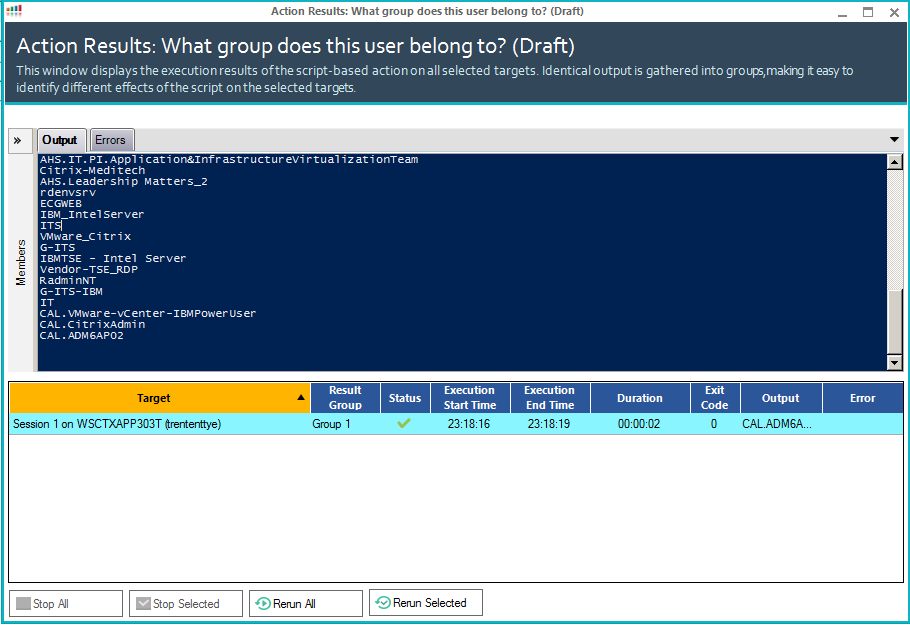 Action Results: What group does this user belong to? (Draft)
Action Results: What group does this user belong to? (Draft)
This window displays the execution results of the script-based action on all selected targets. Identical output is gathered into groups,making it easy to
identify different effects of the script on the selected targets.
» Output Errors
Members
AHS.IT.PI.Application&InfrastructureVirtualizationTeam
Citrix-Meditech
AHS.Leadership Matters_2
rdenvsrv
ECGWEB
IBM_IntelServer
ITS
VMware_Citrix
G-ITS
IBMTSE - Intel Server
Vendor-TSE_RDP
RadminNT
G-ITS-IBM
IT
CAL.VMware-vCenter-IBMPowerUser
CAL.CitrixAdmin
CAL.ADM6APO2
Target Result Group Status Execution Start Time Execution End Time Duration Exit Code Output Error
Session 1 on WSCTXAPP303T (trententtye) Group 1 23:18:16 23:18:19 00:00:02 0 CAL.ADM6A...
Stop All Stop Selected Rerun All Rerun Selected